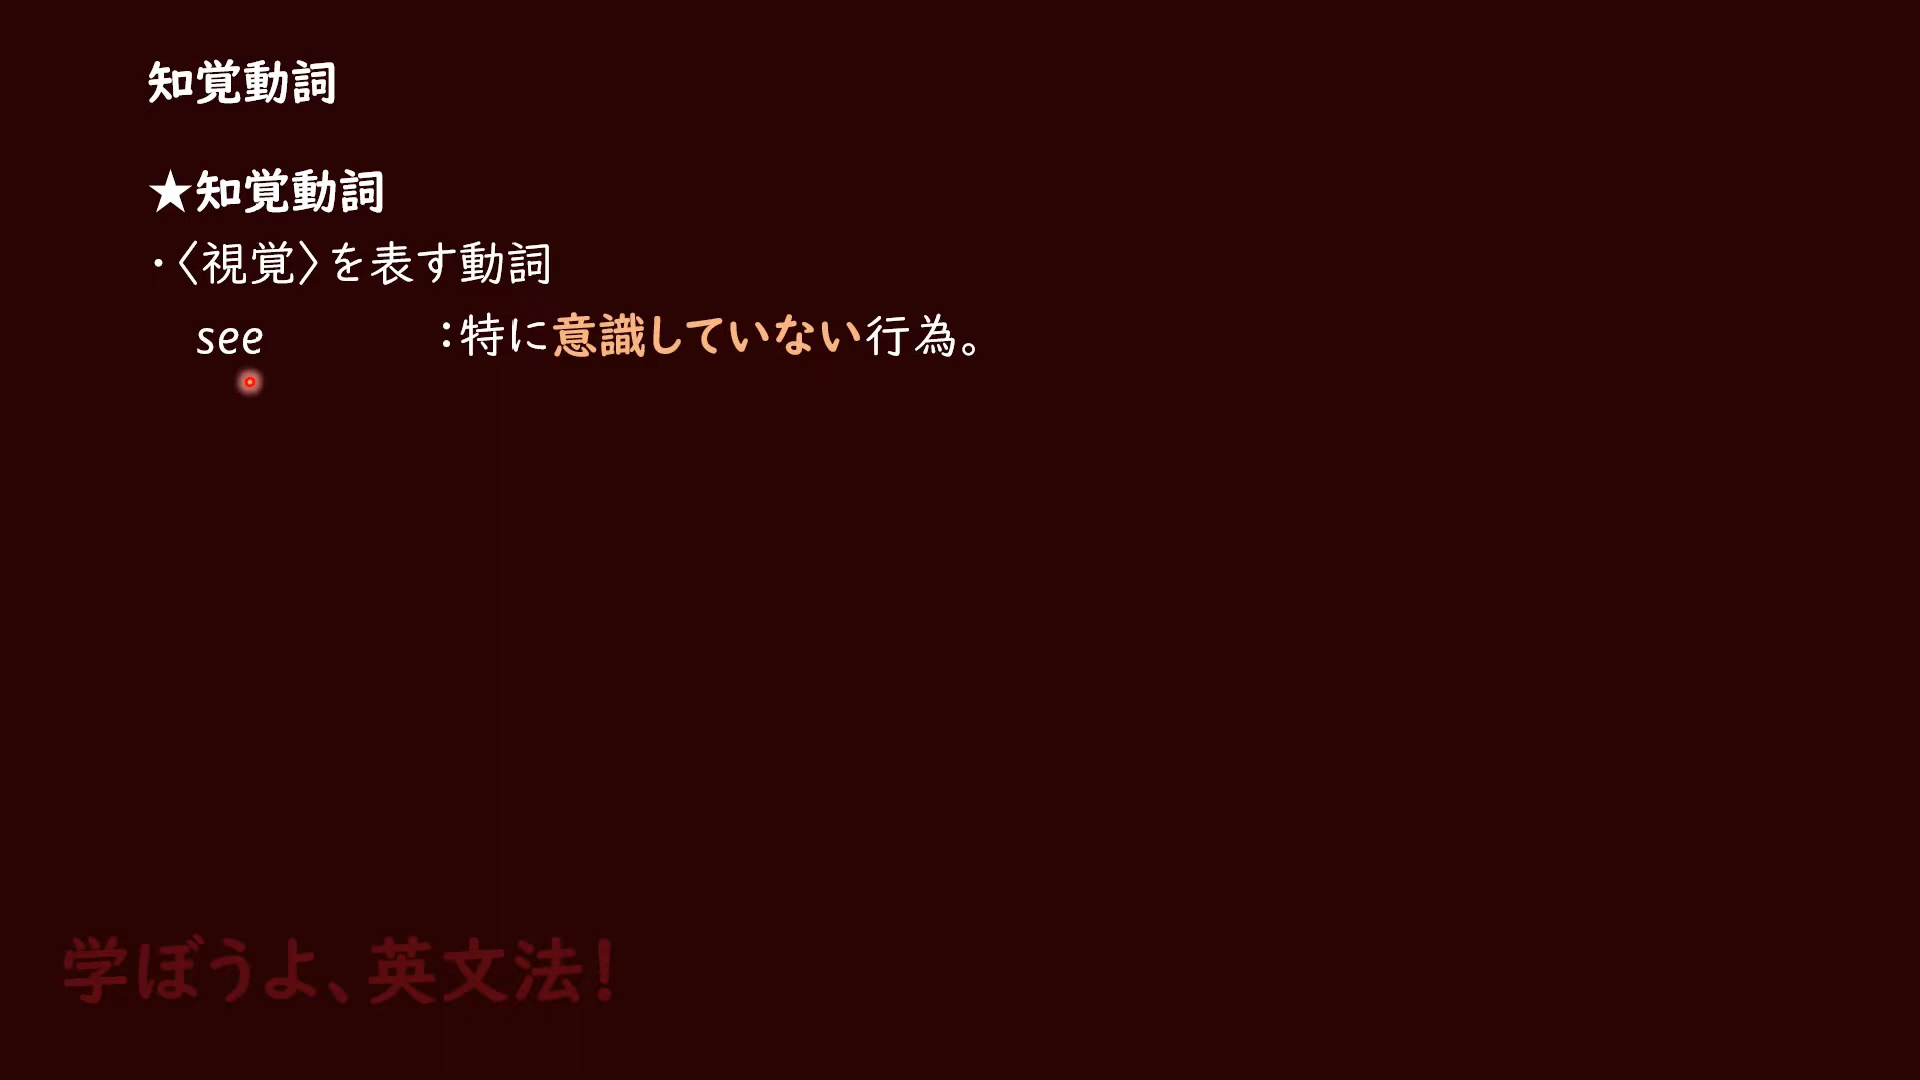 知覚動詞
★知覚動詞
・〈視覚〉を表す動詞
see ：特に意識していない行為。
学ぼうよ、英文法！